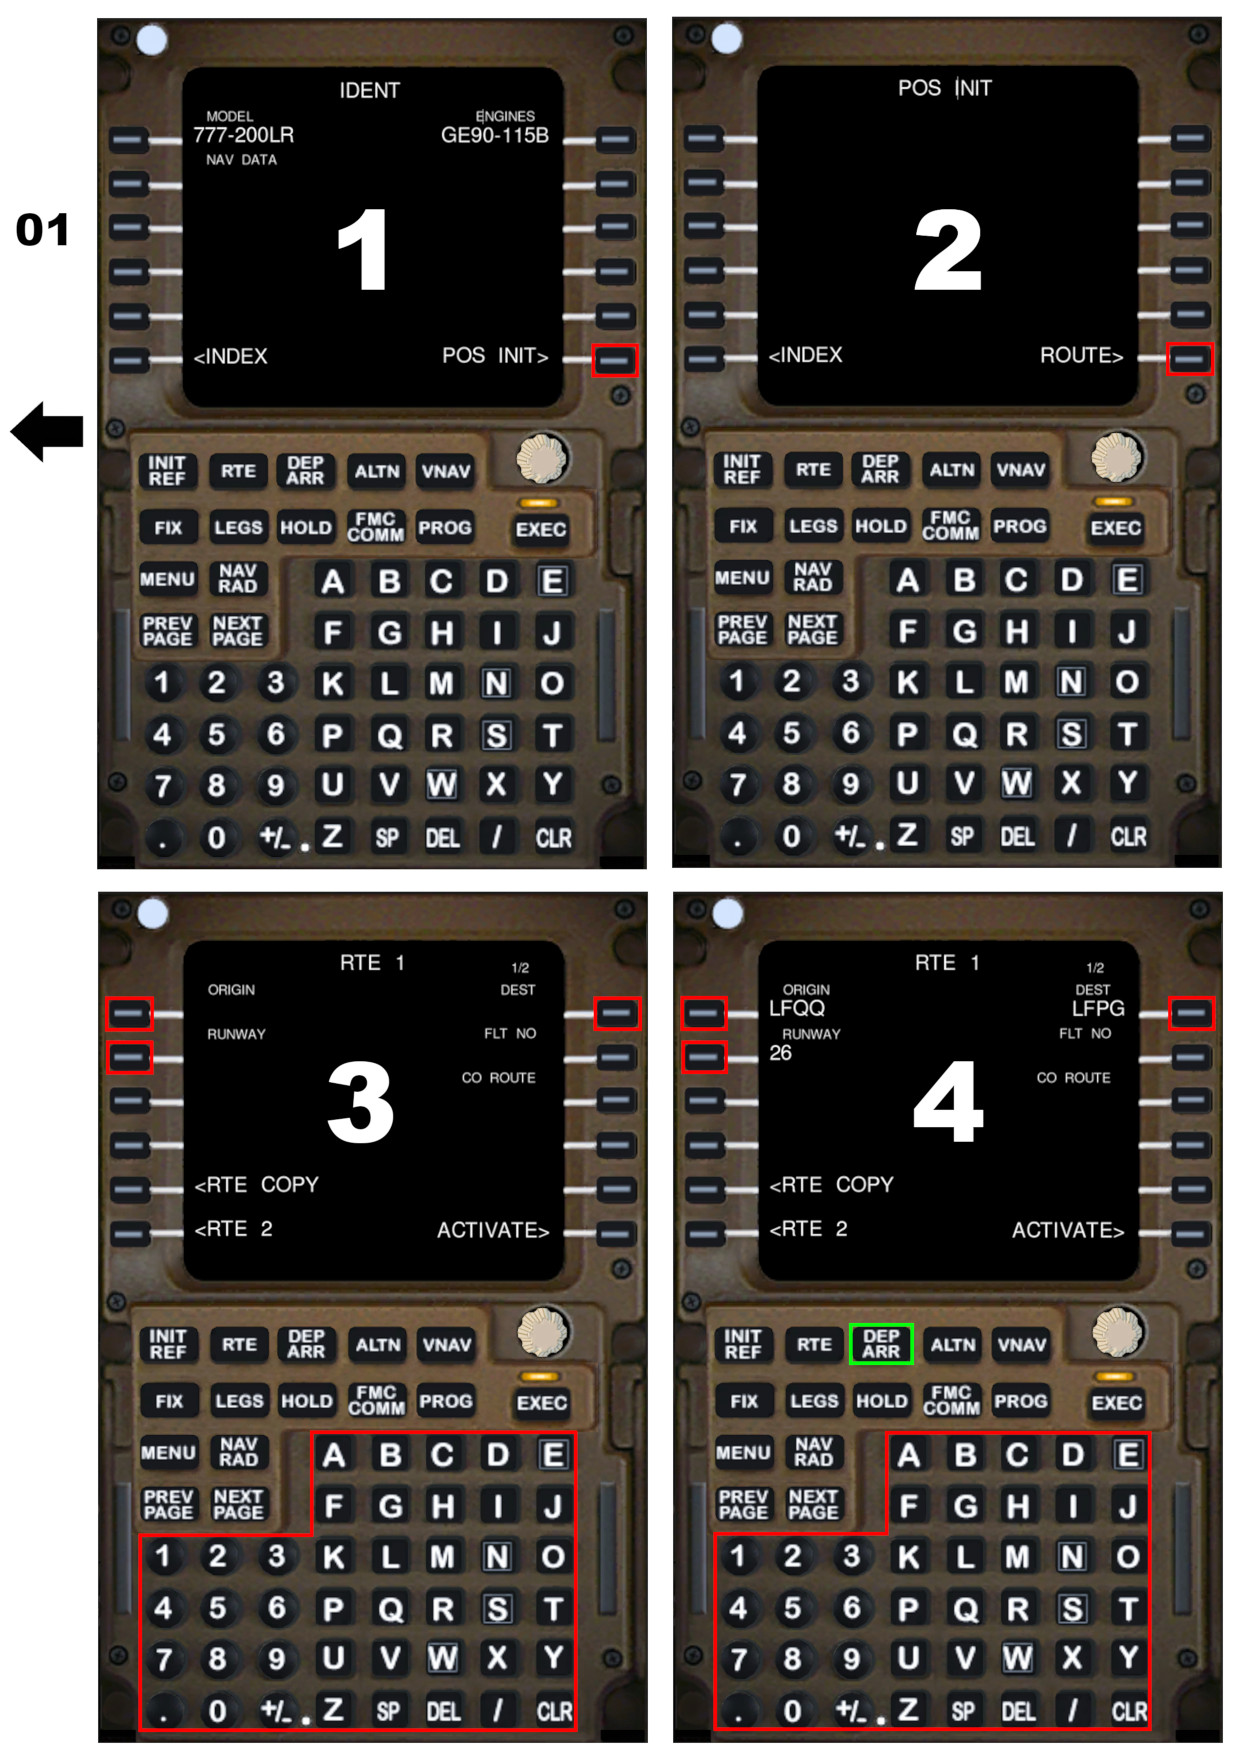 01
IDENT
MODEL ENGINES
777-200LR GE90-115B
NAV DATA
1
<INDEX POS INIT>
INIT REF RTE DEP ARR ALTN VNAV
FIX LEGS HOLD FMC COMM PROG EXEC
MENU NAV RAD A B C D E
PREV PAGE NEXT PAGE F G H I J
1 2 3 K L M N O
4 5 6 P Q R S T
7 8 9 U V W X Y
. 0 +/- Z SP DEL / CLR
POS INIT
2
<INDEX ROUTE>
INIT REF RTE DEP ARR ALTN VNAV
FIX LEGS HOLD FMC COMM PROG EXEC
MENU NAV RAD A B C D E
PREV PAGE NEXT PAGE F G H I J
1 2 3 K L M N O
4 5 6 P Q R S T
7 8 9 U V W X Y
. 0 +/- Z SP DEL / CLR
RTE 1
1/2
ORIGIN DEST
RUNWAY FLT NO
3
CO ROUTE
<RTE COPY
<RTE 2 ACTIVATE>
INIT REF RTE DEP ARR ALTN VNAV
FIX LEGS HOLD FMC COMM PROG EXEC
MENU NAV RAD A B C D E
PREV PAGE NEXT PAGE F G H I J
1 2 3 K L M N O
4 5 6 P Q R S T
7 8 9 U V W X Y
. 0 +/- Z SP DEL / CLR
RTE 1
1/2
ORIGIN DEST
LFQQ LFPG
RUNWAY FLT NO
26
4
CO ROUTE
<RTE COPY
<RTE 2 ACTIVATE>
INIT REF RTE DEP ARR ALTN VNAV
FIX LEGS HOLD FMC COMM PROG EXEC
MENU NAV RAD A B C D E
PREV PAGE NEXT PAGE F G H I J
1 2 3 K L M N O
4 5 6 P Q R S T
7 8 9 U V W X Y
. 0 +/- Z SP DEL / CLR